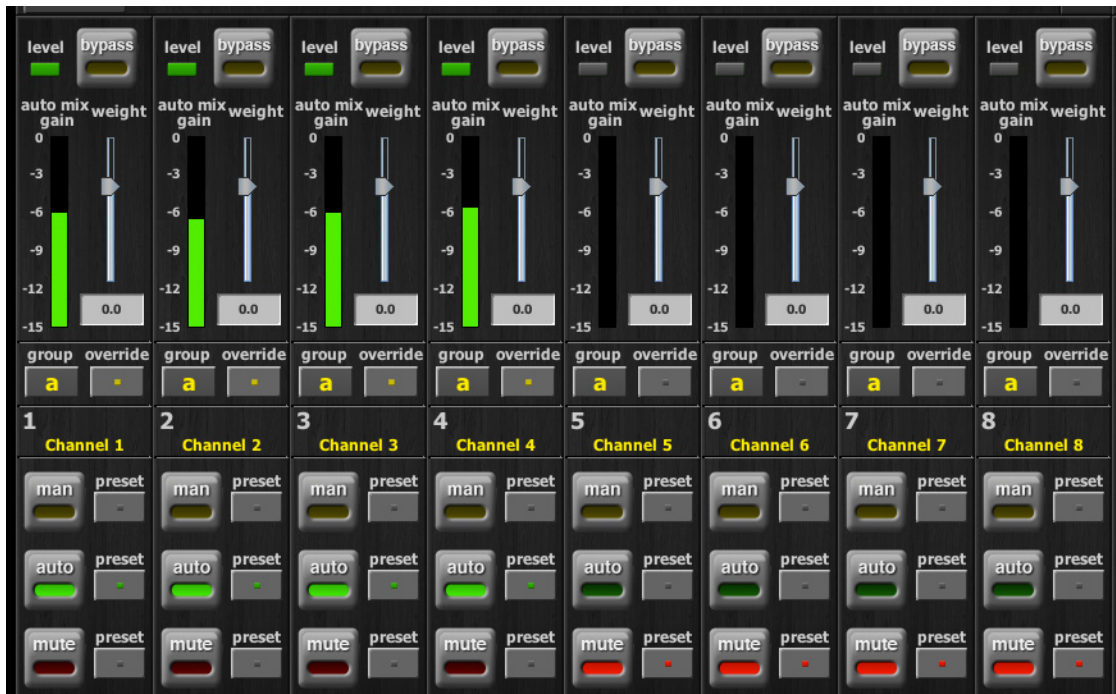 level bypass level bypass level bypass level bypass level bypass level bypass level bypass level bypass
auto mix weight auto mix weight auto mix weight auto mix weight auto mix weight auto mix weight auto mix weight auto mix weight
gain gain gain gain gain gain gain gain
0 0 0 0 0 0 0 0
-3 -3 -3 -3 -3 -3 -3 -3
-6 -6 -6 -6 -6 -6 -6 -6
-9 -9 -9 -9 -9 -9 -9 -9
-12 -12 -12 -12 -12 -12 -12 -12
0.0 0.0 0.0 0.0 0.0 0.0 0.0 0.0
-15 -15 -15 -15 -15 -15 -15 -15
group override group override group override group override group override group override group override group override
a a a a a a a a
1 2 3 4 5 6 7 8
Channel 1 Channel 2 Channel 3 Channel 4 Channel 5 Channel 6 Channel 7 Channel 8
man preset man preset man preset man preset man preset man preset man preset man preset
auto preset auto preset auto preset auto preset auto preset auto preset auto preset auto preset
mute preset mute preset mute preset mute preset mute preset mute preset mute preset mute preset